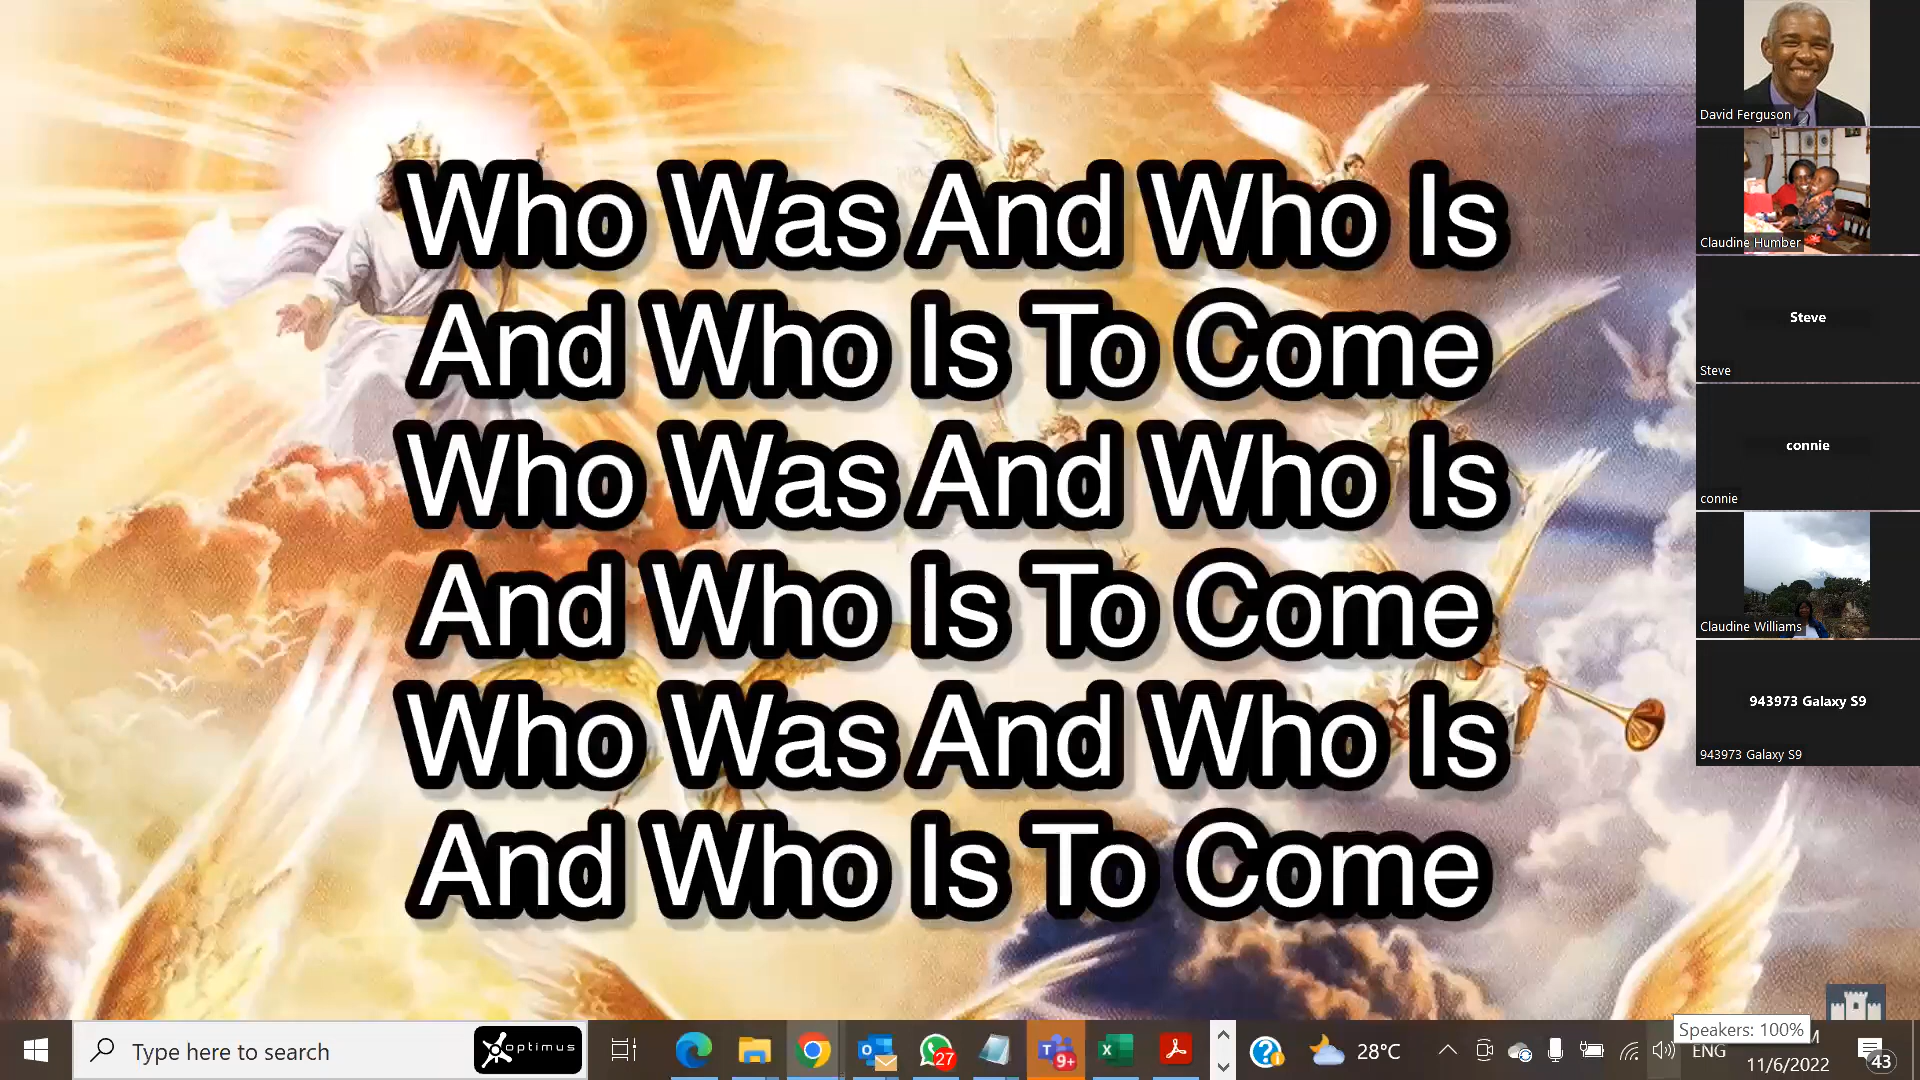 Who Was And Who Is
And Who Is To Come
Who Was And Who Is
And Who Is To Come
Who Was And Who Is
And Who Is To Come
David Ferguson
Claudine Humber
Steve
Steve
connie
connie
Claudine Williams
943973 Galaxy S9
943973 Galaxy S9
Type here to search
optimus
27
T
9+
X
28°C
Speakers: 100%
ENG
M
11/6/2022
43